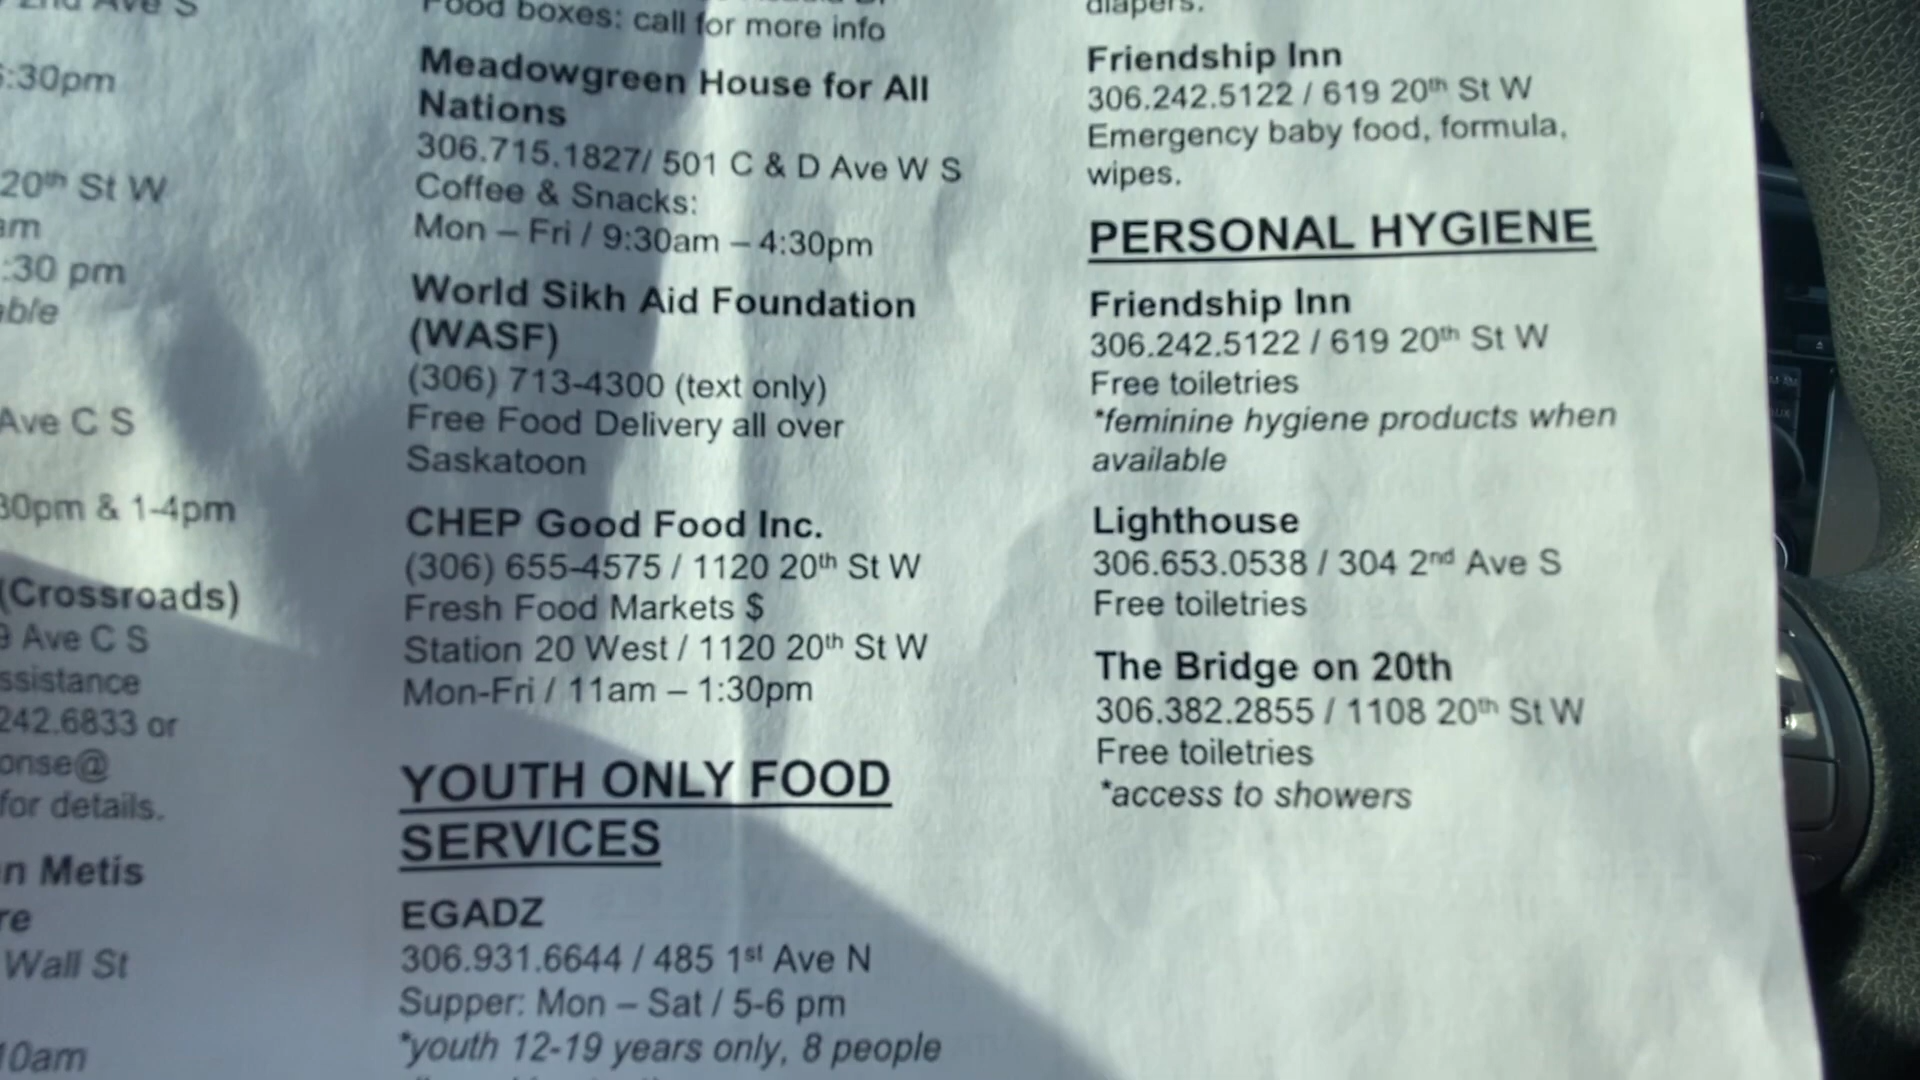 2nd Ave S
:30pm
20th St W
am
:30 pm
able
Ave C S
30pm & 1-4pm
(Crossroads)
Ave C S
ssistance
242.6833 or
onse@
for details.
n Metis
re
Wall St
10am
Food boxes: call for more info
Meadowgreen House for All
Nations
306.715.1827/ 501 C & D Ave W S
Coffee & Snacks:
Mon – Fri / 9:30am – 4:30pm
World Sikh Aid Foundation
(WASF)
(306) 713-4300 (text only)
Free Food Delivery all over
Saskatoon
CHEP Good Food Inc.
(306) 655-4575 / 1120 20th St W
Fresh Food Markets $
Station 20 West / 1120 20th St W
Mon-Fri / 11am – 1:30pm
YOUTH ONLY FOOD
SERVICES
EGADZ
306.931.6644 / 485 1st Ave N
Supper: Mon – Sat / 5-6 pm
*youth 12-19 years only, 8 people
diapers.
Friendship Inn
306.242.5122 / 619 20th St W
Emergency baby food, formula,
wipes.
PERSONAL HYGIENE
Friendship Inn
306.242.5122 / 619 20th St W
Free toiletries
*feminine hygiene products when
available
Lighthouse
306.653.0538 / 304 2nd Ave S
Free toiletries
The Bridge on 20th
306.382.2855 / 1108 20th St W
Free toiletries
*access to showers